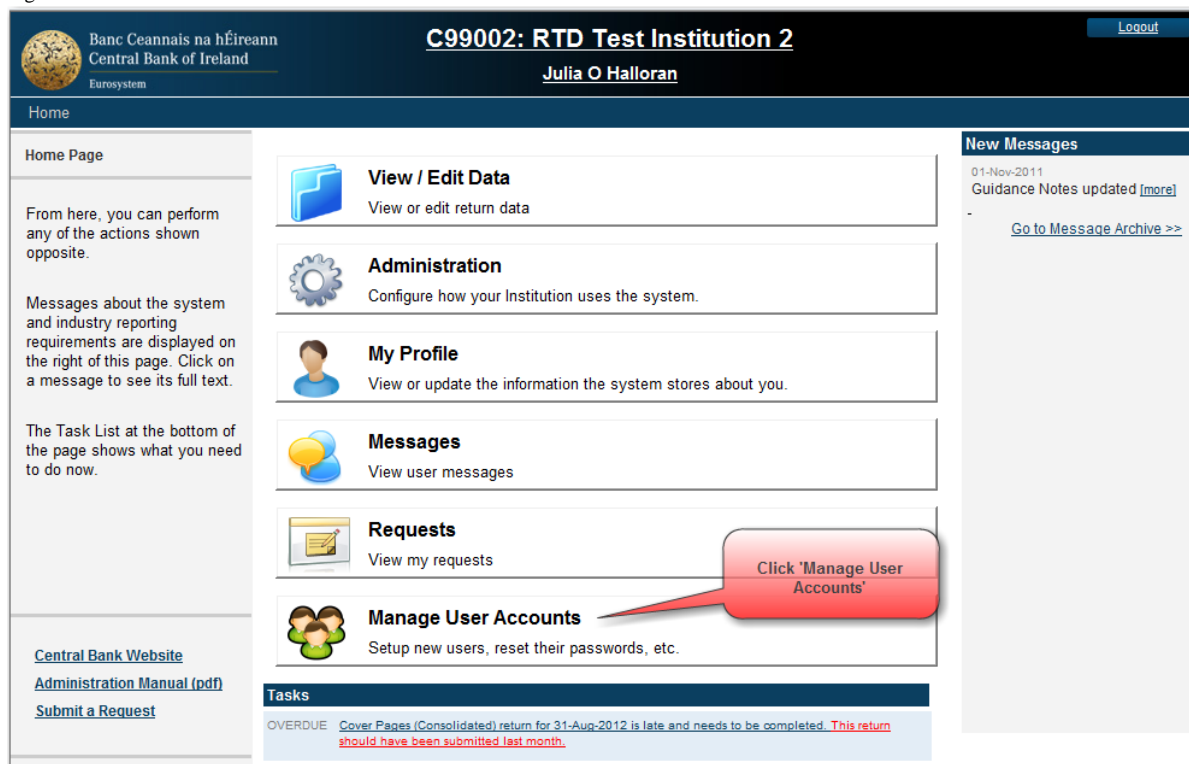 Banc Ceannais na hÉireann
Central Bank of Ireland
Eurosystem
C99002: RTD Test Institution 2
Julia O Halloran
Logout
Home
Home Page
From here, you can perform
any of the actions shown
opposite.
Messages about the system
and industry reporting
requirements are displayed on
the right of this page. Click on
a message to see its full text.
The Task List at the bottom of
the page shows what you need
to do now.
Central Bank Website
Administration Manual (pdf)
Submit a Request
View / Edit Data
View or edit return data
Administration
Configure how your Institution uses the system.
My Profile
View or update the information the system stores about you.
Messages
View user messages
Requests
View my requests
Click 'Manage User
Accounts'
Manage User Accounts
Setup new users, reset their passwords, etc.
Tasks
OVERDUE Cover Pages (Consolidated) return for 31-Aug-2012 is late and needs to be completed. This return
should have been submitted last month.
New Messages
01-Nov-2011
Guidance Notes updated [more]
-
Go to Message Archive >>